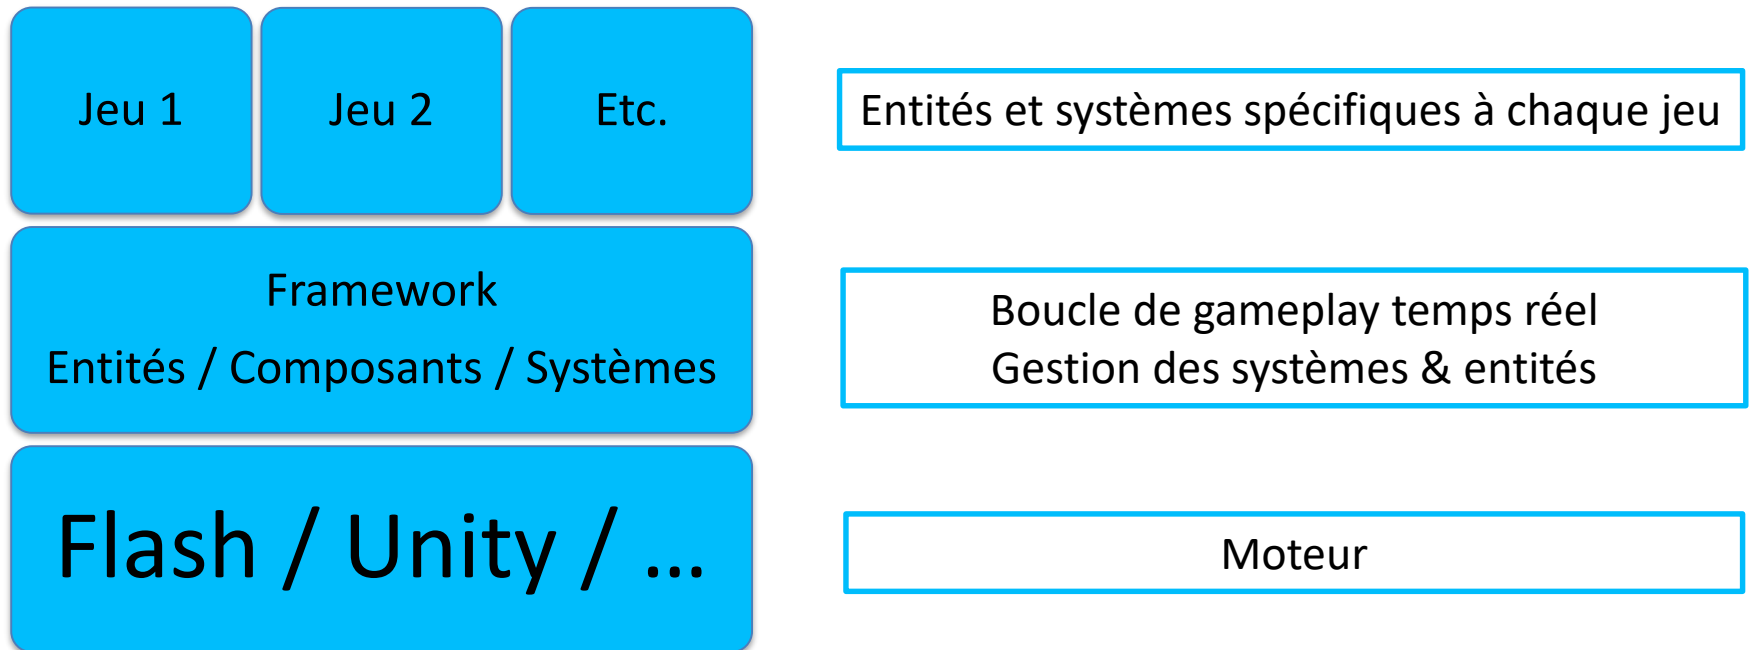 Jeu 1
Jeu 2
Etc.
Entités et systèmes spécifiques à chaque jeu
Framework
Entités / Composants / Systèmes
Boucle de gameplay temps réel
Gestion des systèmes & entités
Flash / Unity / ...
Moteur